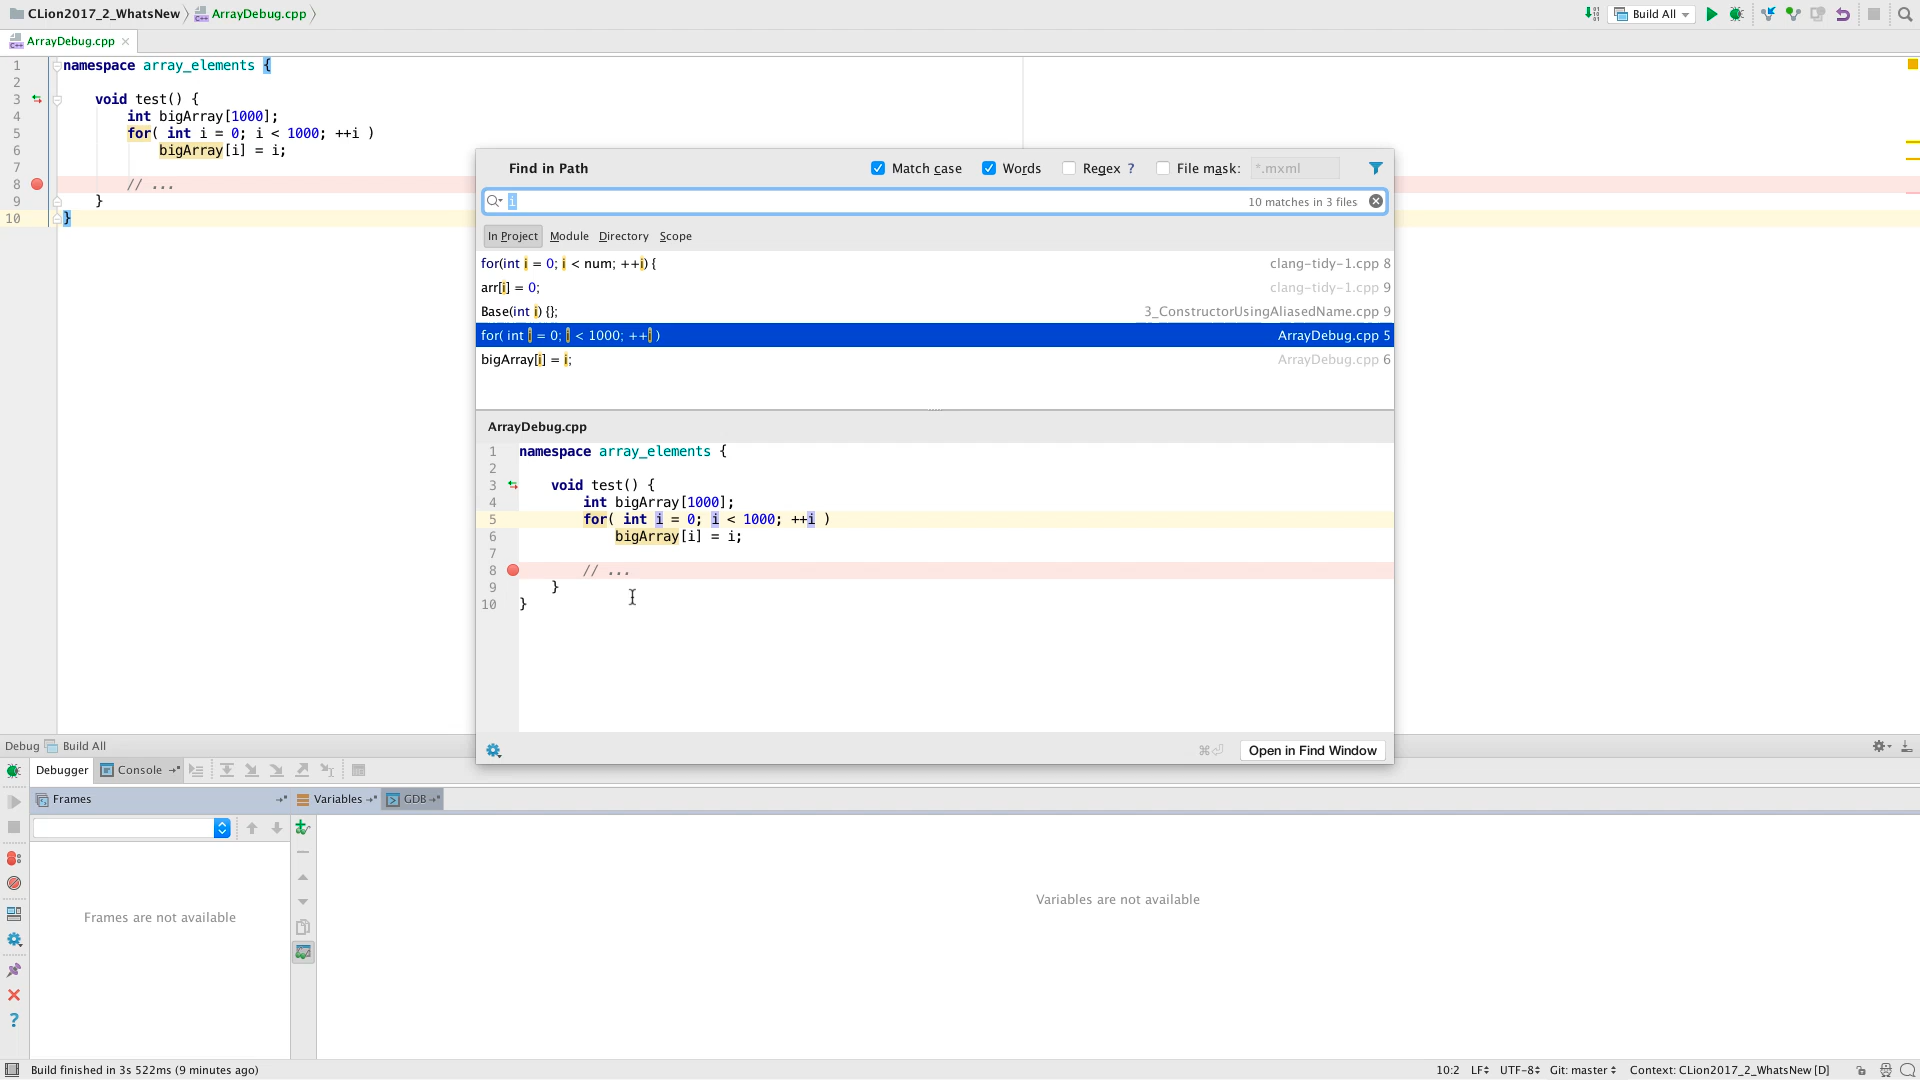 CLion2017_2_WhatsNew ArrayDebug.cpp Build All
ArrayDebug.cpp
1 namespace array_elements {
2
3 void test() {
4 int bigArray[1000];
5 for( int i = 0; i < 1000; ++i )
6 bigArray[i] = i;
7
8 // ...
9 }
10 }
Find in Path Match case Words Regex ? File mask: *.mxml
i 10 matches in 3 files
In Project Module Directory Scope
for(int i = 0; i < num; ++i) { clang-tidy-1.cpp 8
arr[i] = 0; clang-tidy-1.cpp 9
Base(int i) {}; 3_ConstructorUsingAliasedName.cpp 9
for( int i = 0; i < 1000; ++i ) ArrayDebug.cpp 5
bigArray[i] = i; ArrayDebug.cpp 6
ArrayDebug.cpp
1 namespace array_elements {
2
3 void test() {
4 int bigArray[1000];
5 for( int i = 0; i < 1000; ++i )
6 bigArray[i] = i;
7
8 // ...
9 }
10 }
⌘⏎ Open in Find Window
Debug Build All
Debugger Console
Frames Variables GDB
Frames are not available
Variables are not available
Build finished in 3s 522ms (9 minutes ago) 10:2 LF UTF-8 Git: master Context: CLion2017_2_WhatsNew [D]